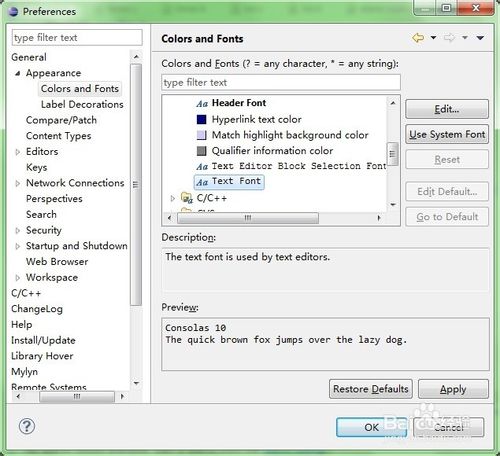 Preferences
type filter text
General
Appearance
Colors and Fonts
Label Decorations
Compare/Patch
Content Types
Editors
Keys
Network Connections
Perspectives
Search
Security
Startup and Shutdown
Web Browser
Workspace
C/C++
ChangeLog
Help
Install/Update
Library Hover
Mylyn
Remote Systems
Colors and Fonts
Colors and Fonts (? = any character, * = any string):
type filter text
Aa Header Font
Hyperlink text color
Match highlight background color
Qualifier information color
Aa Text Editor Block Selection Font
Aa Text Font
C/C++
Edit...
Use System Font
Reset
Edit Default...
Go to Default
Description:
The text font is used by text editors.
Preview:
Consolas 10
The quick brown fox jumps over the lazy dog.
Restore Defaults
Apply
OK
Cancel